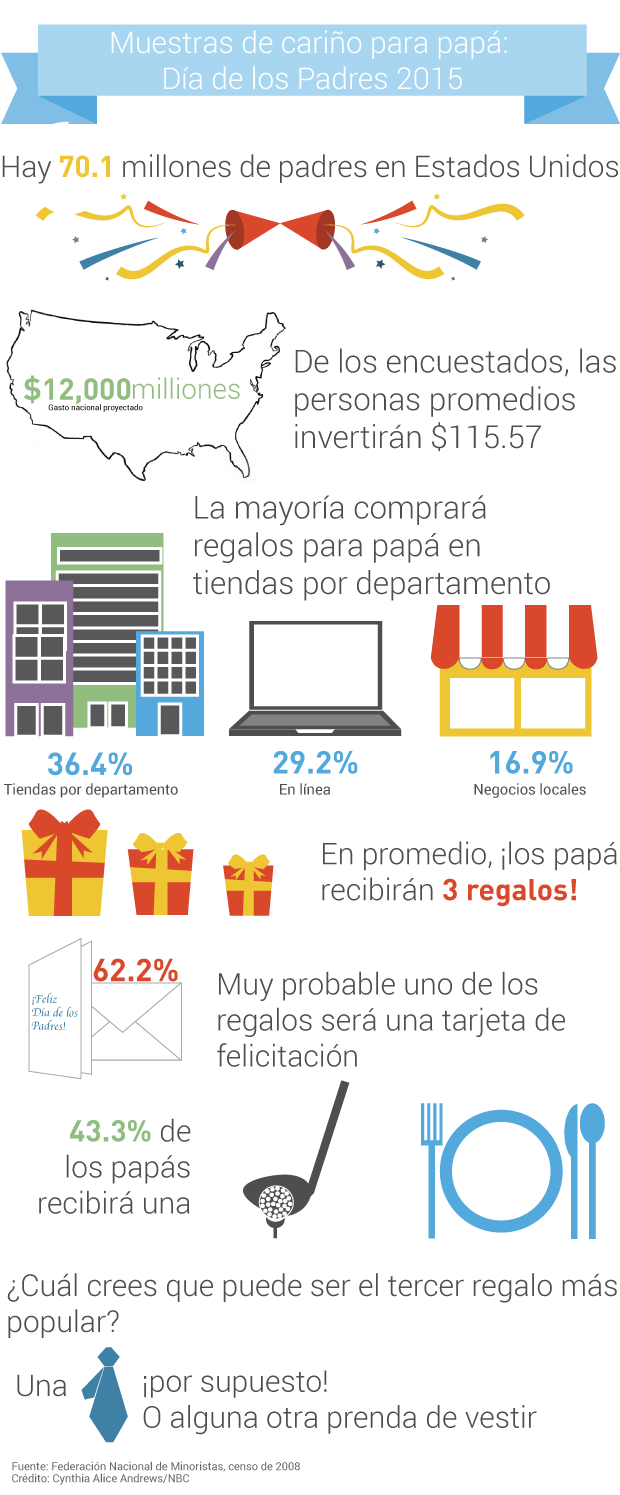 Muestras de cariño para papá:
Día de los Padres 2015
Hay 70.1 millones de padres en Estados Unidos
$12,000milliones
Gasto nacional proyectado
De los encuestados, las
personas promedios
invertirán $115.57
La mayoría comprará
regalos para papá en
tiendas por departamento
36.4%
Tiendas por departamento
29.2%
En línea
16.9%
Negocios locales
En promedio, ¡los papá
recibirán 3 regalos!
62.2%
¡Feliz
Día de los
Padres!
Muy probable uno de los
regalos será una tarjeta de
felicitación
43.3% de
los papás
recibirá una
¿Cuál crees que puede ser el tercer regalo más
popular?
Una
¡por supuesto!
O alguna otra prenda de vestir
Fuente: Federación Nacional de Minoristas, censo de 2008
Crédito: Cynthia Alice Andrews/NBC